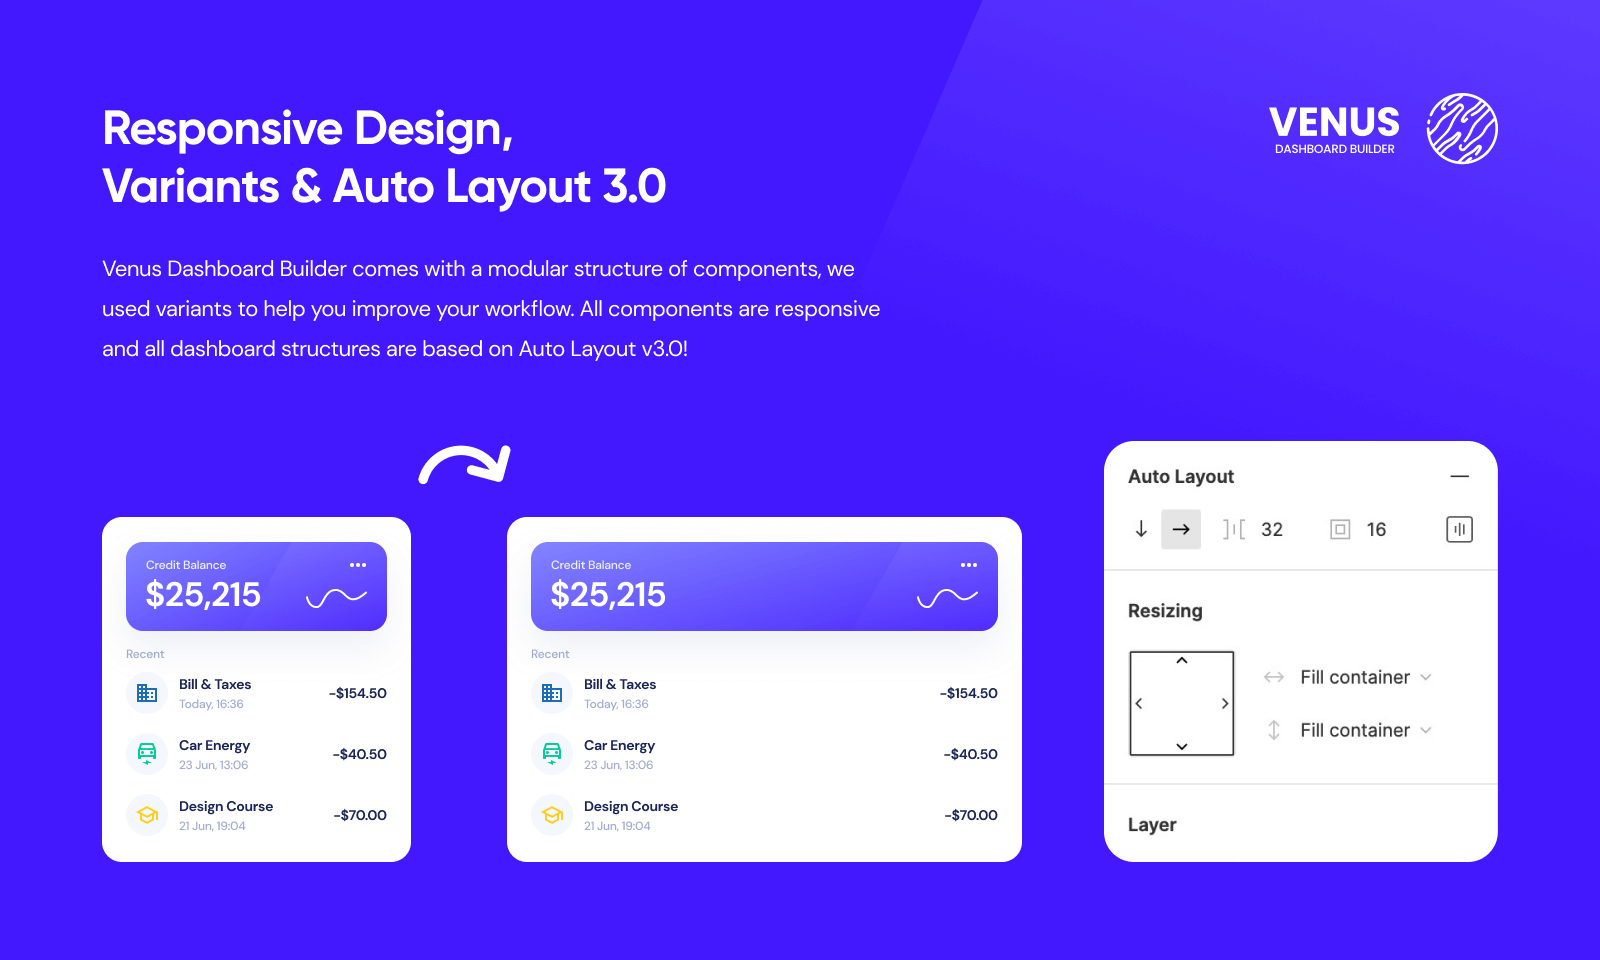 Responsive Design,
Variants & Auto Layout 3.0
VENUS
DASHBOARD BUILDER
Venus Dashboard Builder comes with a modular structure of components, we
used variants to help you improve your workflow. All components are responsive
and all dashboard structures are based on Auto Layout v3.0!
Credit Balance
$25,215
Recent
Bill & Taxes
-$154.50
Today, 16:36
Car Energy
-$40.50
23 Jun, 13:06
Design Course
-$70.00
21 Jun, 19:04
Credit Balance
$25,215
Recent
Bill & Taxes
-$154.50
Today, 16:36
Car Energy
-$40.50
23 Jun, 13:06
Design Course
-$70.00
21 Jun, 19:04
Auto Layout
32
16
Resizing
Fill container
Fill container
Layer